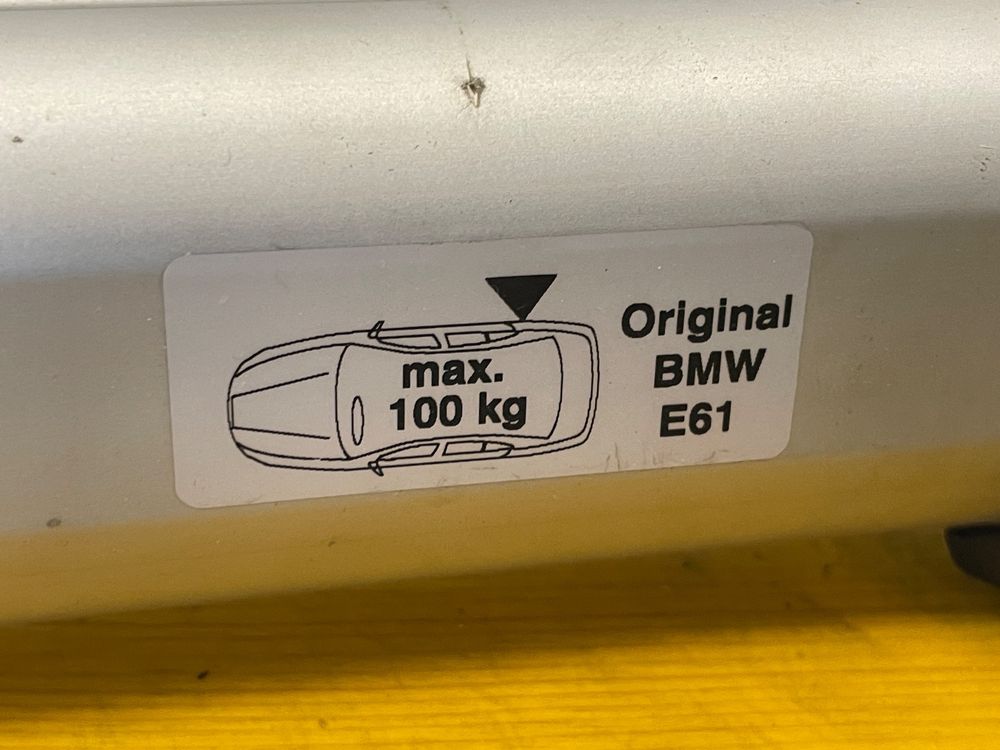 max.
100 kg
Original
BMW
E61